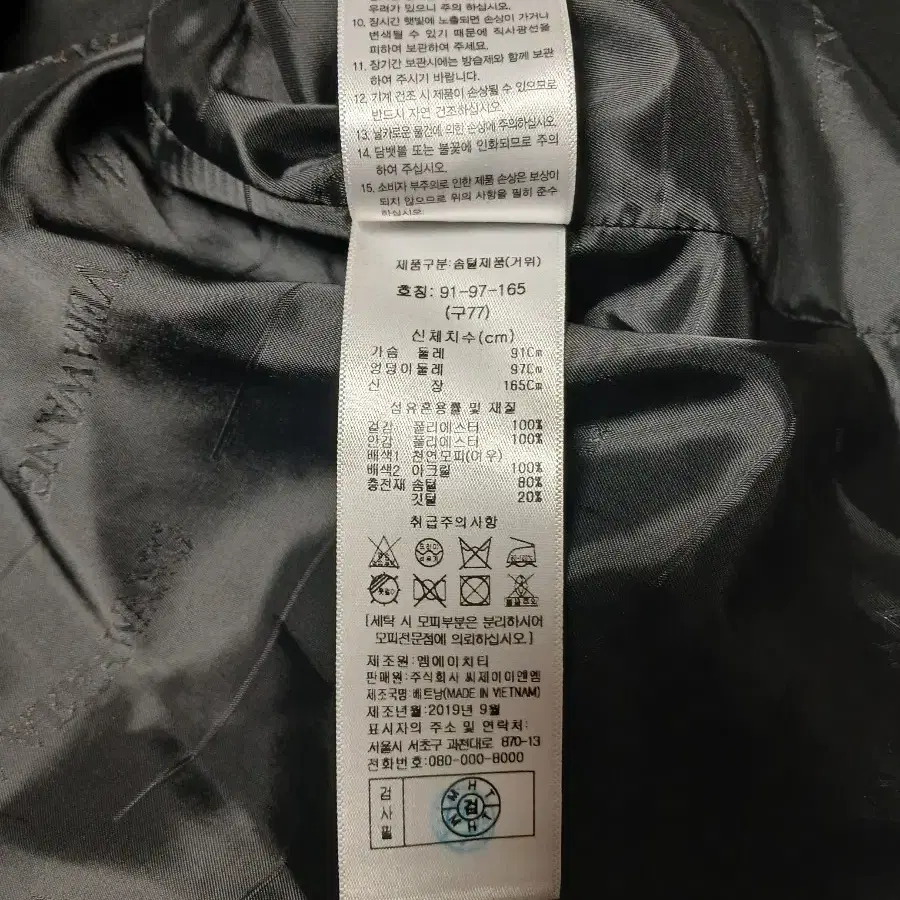 우려가 있으니 주의 하십시오.
10. 장시간 햇빛에 노출되면 손상이 가거나
변색될 수 있기 때문에 직사광선을
피하여 보관하여 주세요.
11. 장기간 보관시에는 방습제와 함께 보관
하여 주시기 바랍니다.
12. 기계 건조 시 제품이 손상될 수 있으므로
반드시 자연 건조하십시오.
13. 날카로운 물건에 의한 손상에 주의하십시오.
14. 담뱃불 또는 불꽃에 인화되므로 주의
하여 주십시오.
15. 소비자 부주의로 인한 제품 손상은 보상이
되지 않으므로 위의 사항을 필히 준수
하십시오.
제품구분:솜털제품(거위)
호칭: 91-97-165
(구77)
신체치수(cm)
가슴 둘레 91Cm
엉덩이둘레 97Cm
신 장 165Cm
섬유혼용률 및 재질
겉감 폴리에스터 100%
안감 폴리에스터 100%
배색1 천연모피(여우)
배색2 아크릴 100%
충전재 솜털 80%
깃털 20%
취급주의사항
드라이
[세탁 시 모피부분은 분리하시어
모피전문점에 의뢰하십시오.]
제조원:엠에이치티
판매원:주식회사 씨제이이앤엠
제조국명:베트남(MADE IN VIETNAM)
제조년월:2019년 9월
표시자의 주소 및 연락처:
서울시 서초구 과천대로 870-13
전화번호:080-000-8000
검사필
MHT
검
MHT